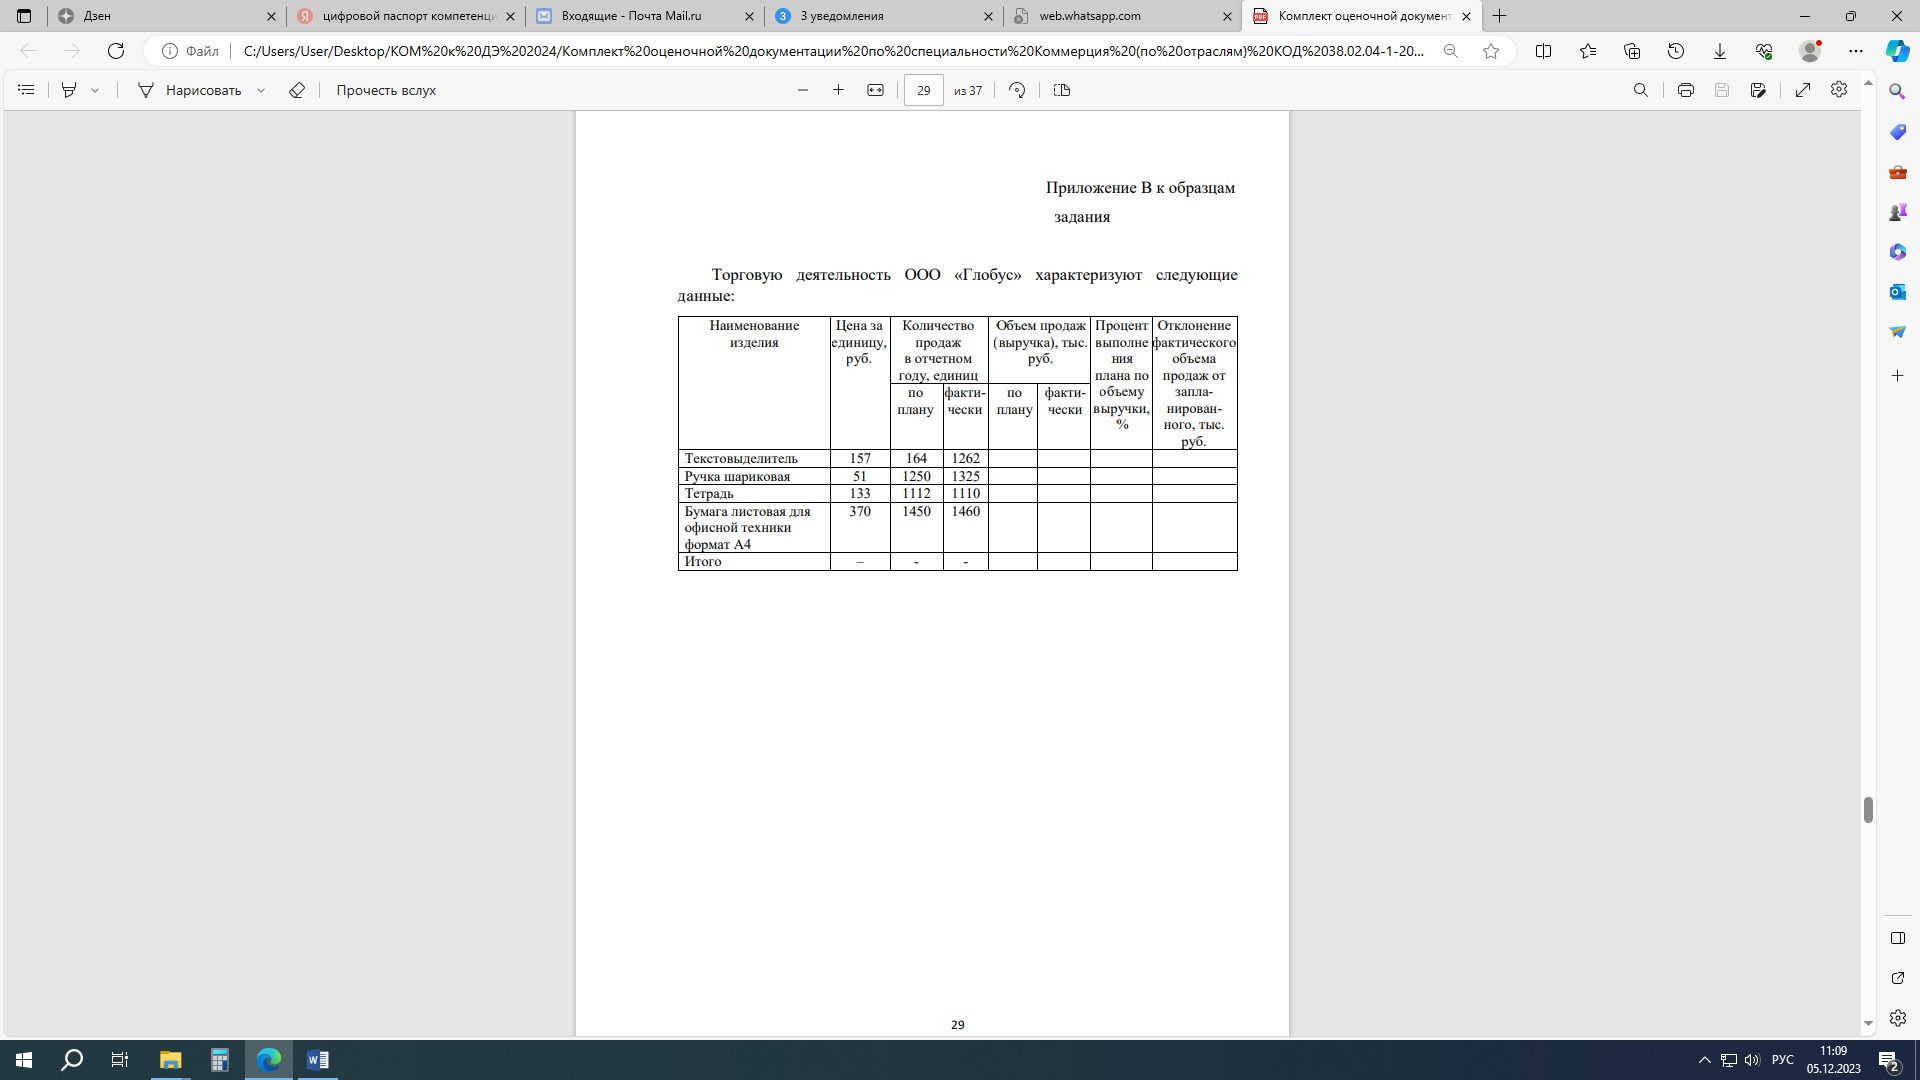 Дзен
цифровой паспорт компетенци
Входящие - Почта Mail.ru
3 уведомления
web.whatsapp.com
Комплект оценочной документ
Файл
C:/Users/User/Desktop/КОМ%20к%20ДЭ%202024/Комплект%20оценочной%20документации%20по%20специальности%20Коммерция%20(по%20отраслям)%20КОД%2038.02.04-1-20...
Нарисовать
Прочесть вслух
29 из 37
Приложение В к образцам
задания
Торговую деятельность ООО «Глобус» характеризуют следующие
данные:
Наименование изделия | Цена за единицу, руб. | Количество продаж в отчетном году, единиц | Объем продаж (выручка), тыс. руб. | Процент выполне ния плана по объему выручки, % | Отклонение фактического объема продаж от запла- нирован- ного, тыс. руб.
по плану | факти- чески | по плану | факти- чески
Текстовыделитель 157 164 1262
Ручка шариковая 51 1250 1325
Тетрадь 133 1112 1110
Бумага листовая для 370 1450 1460
офисной техники
формат А4
Итого – - -
29
РУС
11:09
05.12.2023
2